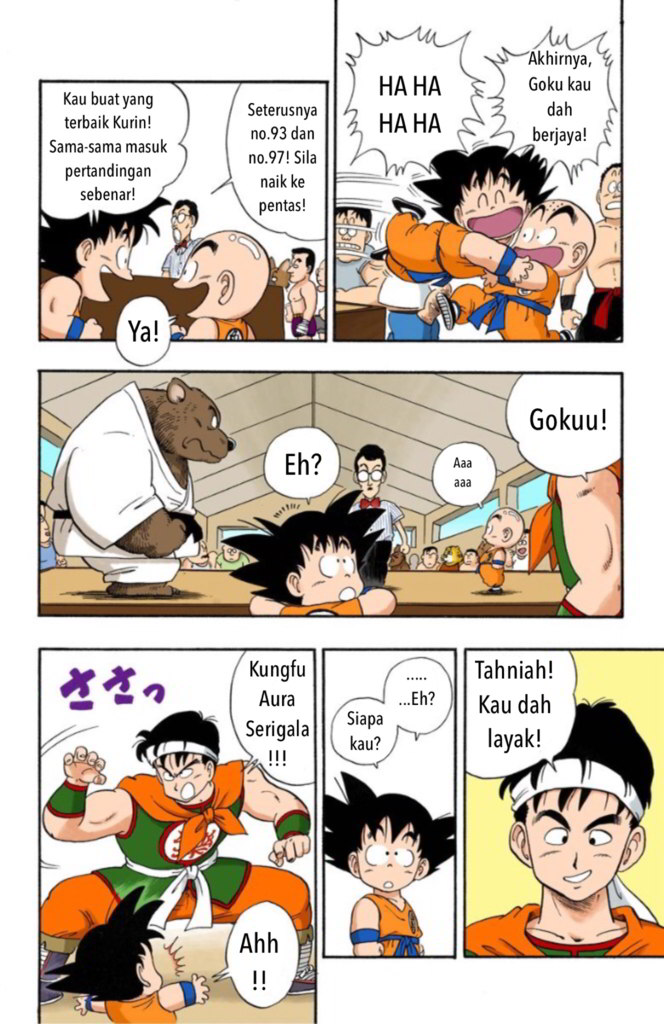 Akhirnya,
Goku kau
dah
berjaya!
HA HA
HA HA
Seterusnya
no.93 dan
no.97! Sila
naik ke
pentas!
Kau buat yang
terbaik Kurin!
Sama-sama masuk
pertandingan
sebenar!
Ya!
Gokuu!
Aaa
aaa
Eh?
Tahniah!
Kau dah
layak!
.....
...Eh?
Siapa
kau?
Kungfu
Aura
Serigala
!!!
ささっ
Ahh
!!